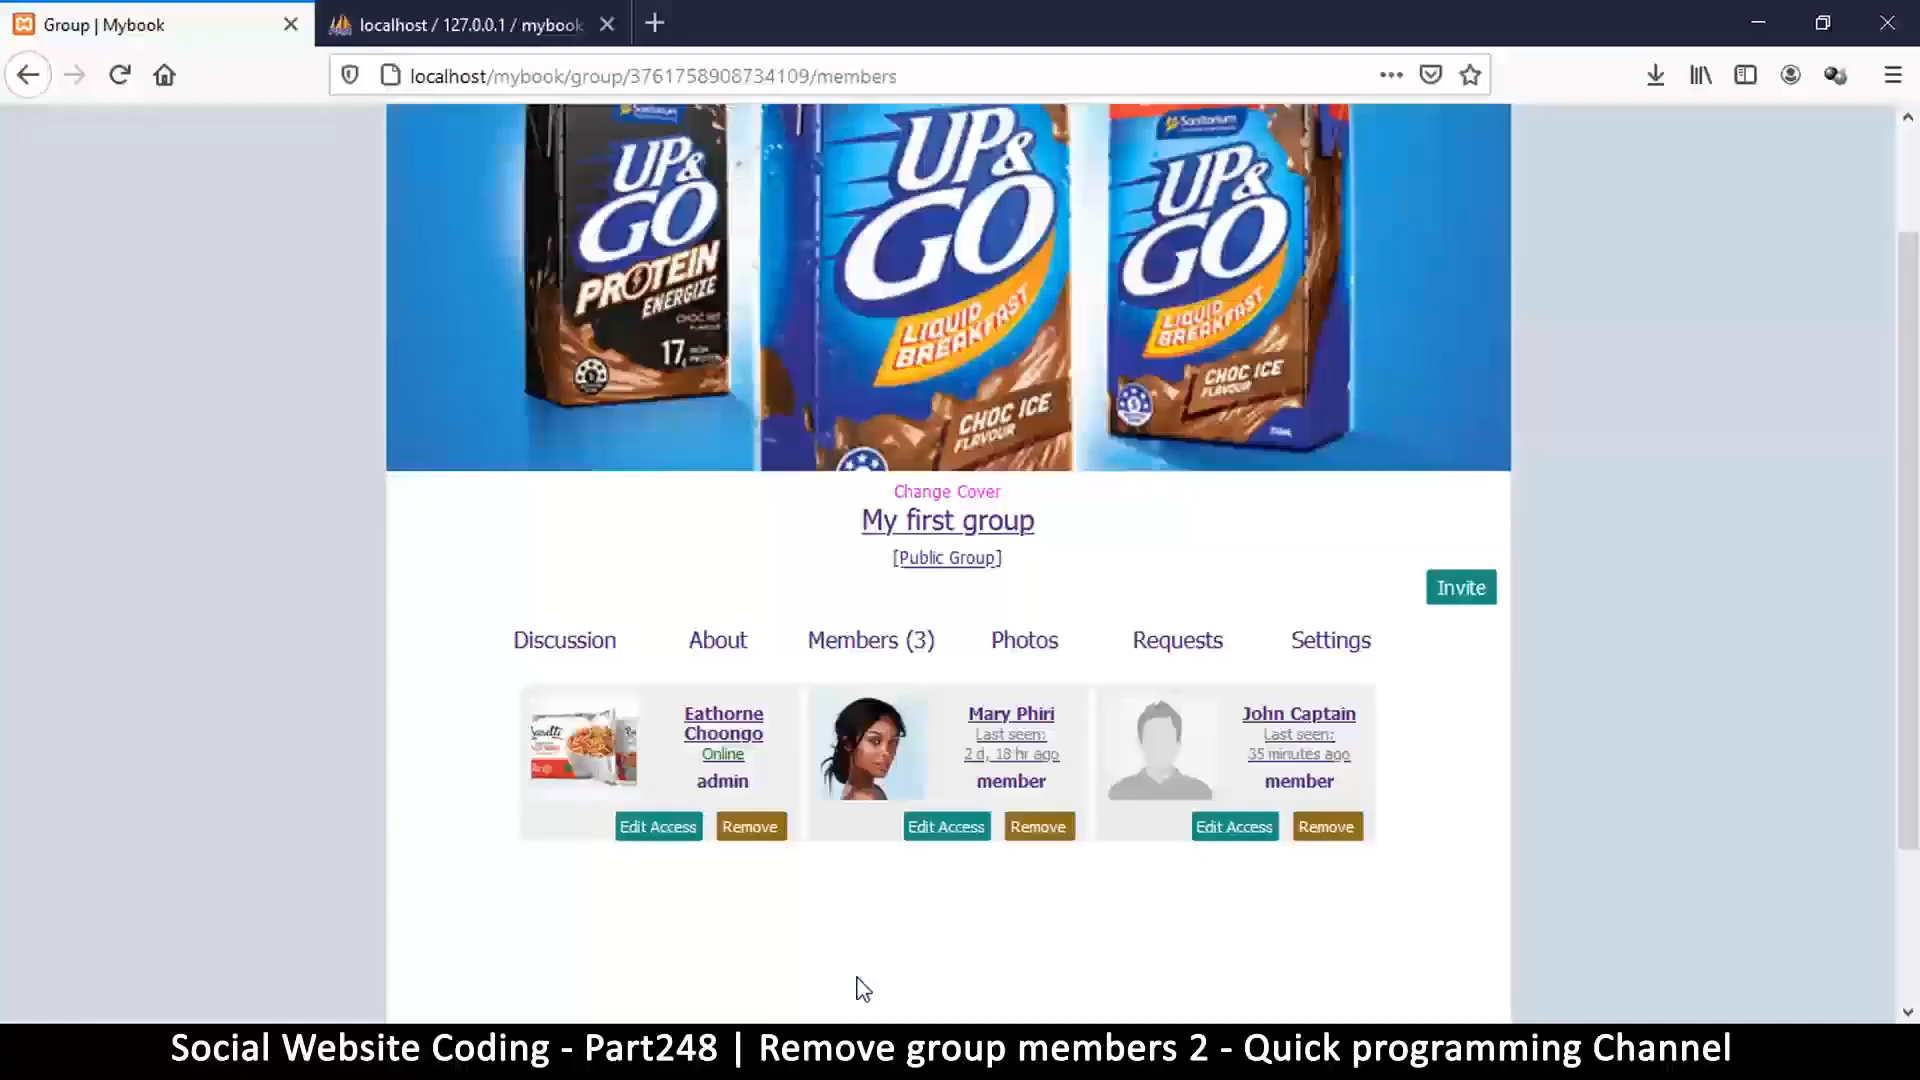 Group | Mybook
localhost / 127.0.0.1 / mybook
localhost/mybook/group/3761758908734109/members
Sanitarium
Sanitarium
UP&
GO
PROTEIN
ENERGIZE
17
UP&
GO
LIQUID
BREAKFAST
CHOC ICE
FLAVOUR
UP&
GO
LIQUID
BREAKFAST
CHOC ICE
FLAVOUR
Change Cover
My first group
[Public Group]
Invite
Discussion
About
Members (3)
Photos
Requests
Settings
Eathorne
Choongo
Online
admin
Edit Access
Remove
Mary Phiri
Last seen:
2 d, 18 hr ago
member
Edit Access
Remove
John Captain
Last seen:
35 minutes ago
member
Edit Access
Remove
Social Website Coding - Part248 | Remove group members 2 - Quick programming Channel